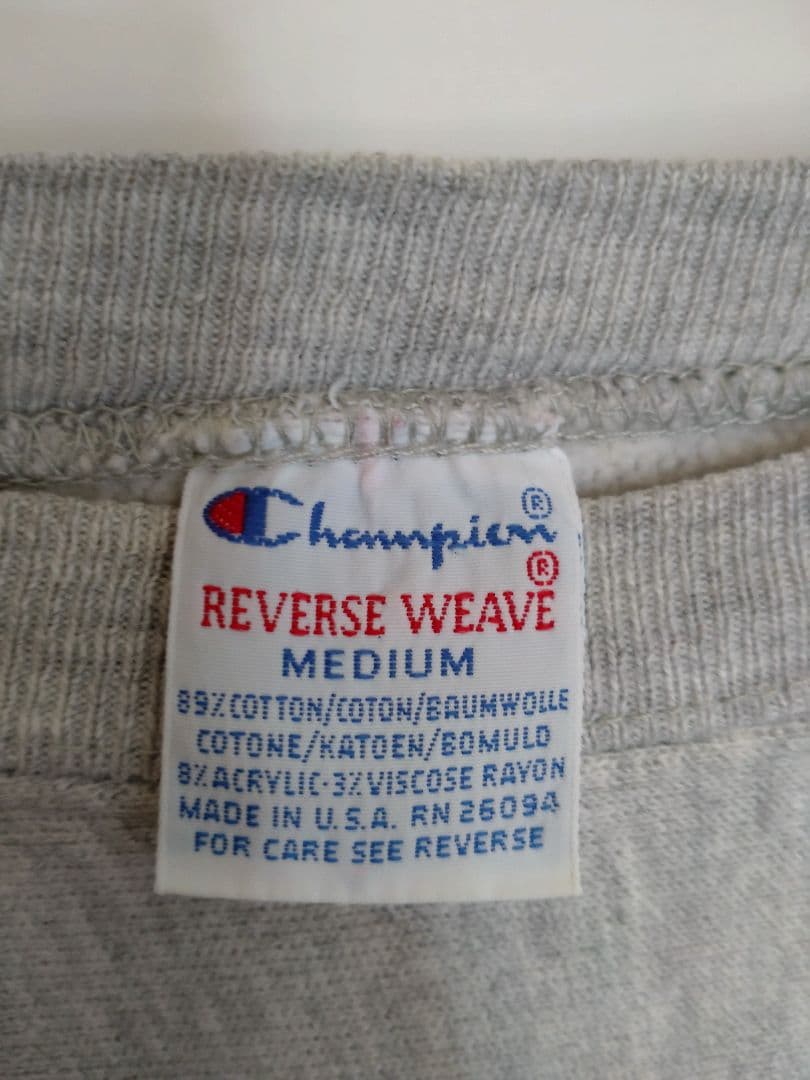 Champion®
REVERSE WEAVE®
MEDIUM
89% COTTON/COTON/BAUMWOLLE
COTONE/KATOEN/BOMULD
8% ACRYLIC·3% VISCOSE RAYON
MADE IN U.S.A. RN 26094
FOR CARE SEE REVERSE